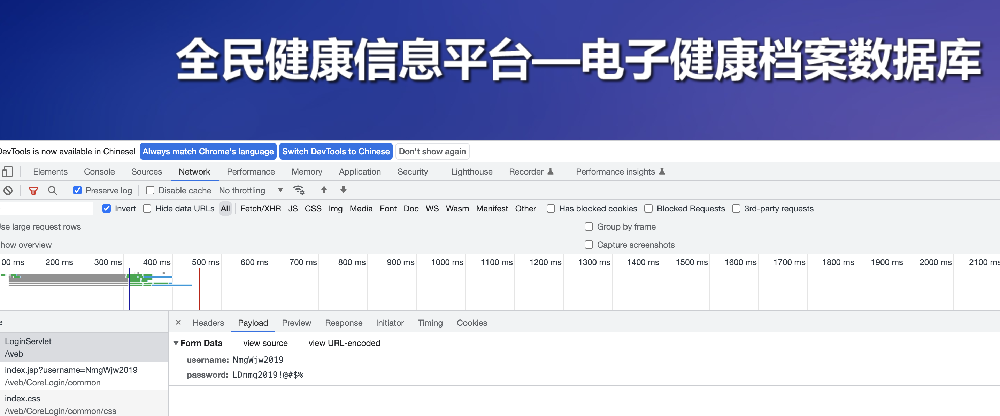 全民健康信息平台—电子健康档案数据库
DevTools is now available in Chinese! Always match Chrome's language Switch DevTools to Chinese Don't show again
Elements Console Sources Network Performance Memory Application Security Lighthouse Recorder Performance insights
Preserve log Disable cache No throttling
Invert Hide data URLs All Fetch/XHR JS CSS Img Media Font Doc WS Wasm Manifest Other Has blocked cookies Blocked Requests 3rd-party requests
Use large request rows Group by frame
Show overview Capture screenshots
00 ms 200 ms 300 ms 400 ms 500 ms 600 ms 700 ms 800 ms 900 ms 1000 ms 1100 ms 1200 ms 1300 ms 1400 ms 1500 ms 1600 ms 1700 ms 1800 ms 1900 ms 2000 ms 2100 ms
e × Headers Payload Preview Response Initiator Timing Cookies
LoginServlet
/web
index.jsp?username=NmgWjw2019
/web/CoreLogin/common
index.css
/web/CoreLogin/common/css
Form Data view source view URL-encoded
username: NmgWjw2019
password: LDnmg2019!@#$%